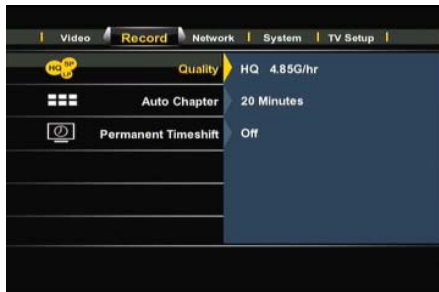 Video Record Network System TV Setup
HQ SP LP Quality HQ 4.85G/hr
Auto Chapter 20 Minutes
Permanent Timeshift Off